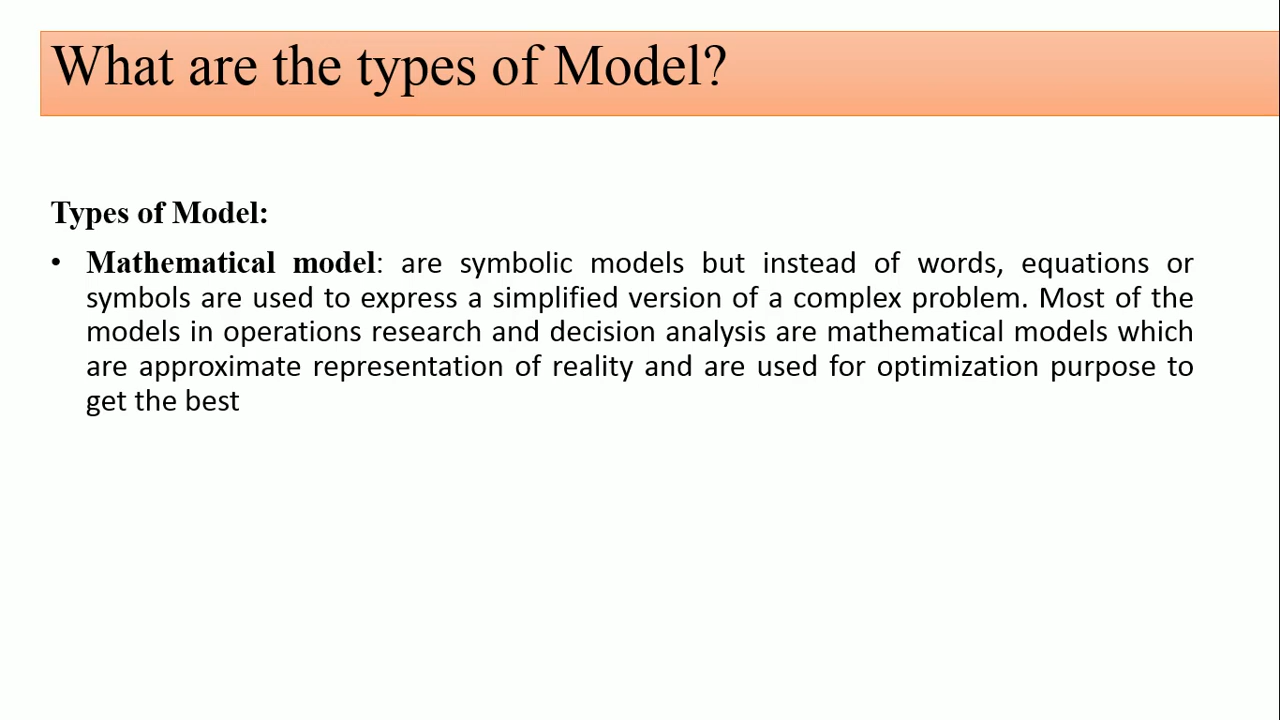 What are the types of Model?
Types of Model:
• Mathematical model: are symbolic models but instead of words, equations or
symbols are used to express a simplified version of a complex problem. Most of the
models in operations research and decision analysis are mathematical models which
are approximate representation of reality and are used for optimization purpose to
get the best